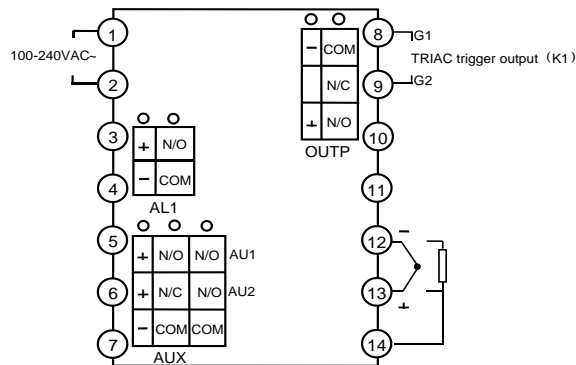 100-240VAC~
1
2
3
4
5
6
7
+ N/O
− COM
AL1
+ N/O N/O AU1
+ N/C N/O AU2
− COM COM
AUX
− COM
N/C
+ N/O
OUTP
8 G1
TRIAC trigger output (K1)
9 G2
10
11
12 −
13 +
14